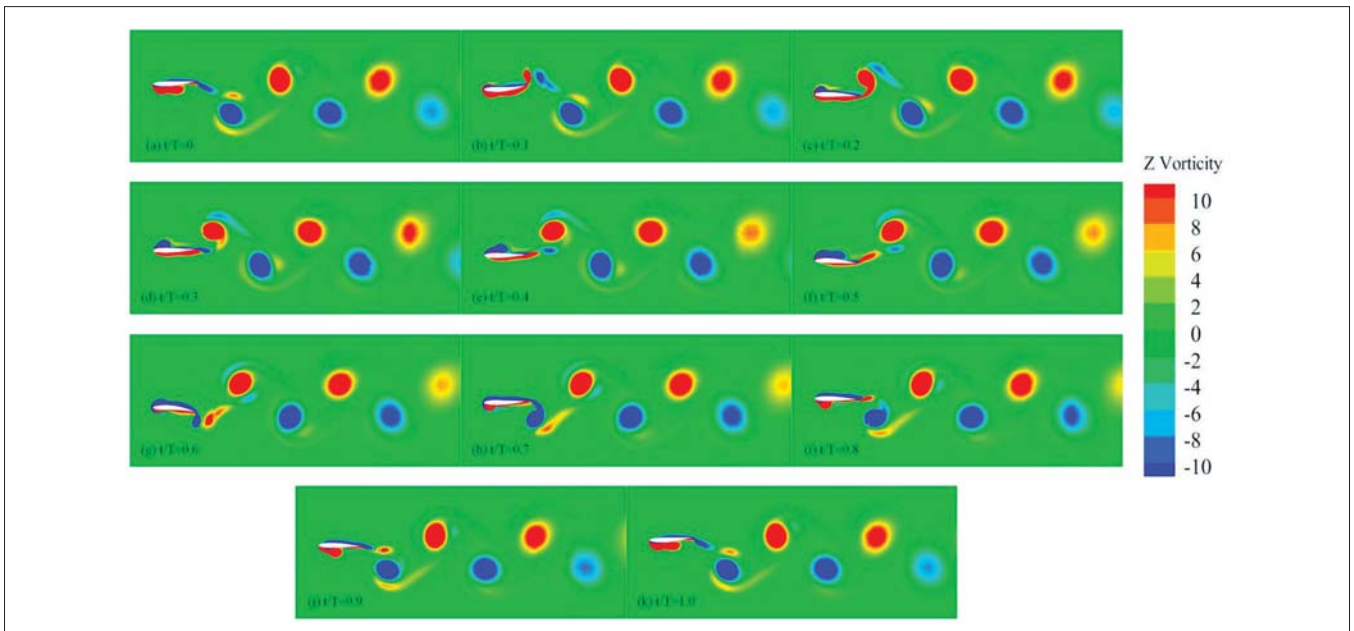 (a) t/T=0
(b) t/T=0.1
(c) t/T=0.2
Z Vorticity
10
8
6
4
2
0
-2
-4
-6
-8
-10
(d) t/T=0.3
(e) t/T=0.4
(f) t/T=0.5
(g) t/T=0.6
(h) t/T=0.7
(i) t/T=0.8
(j) t/T=0.9
(k) t/T=1.0